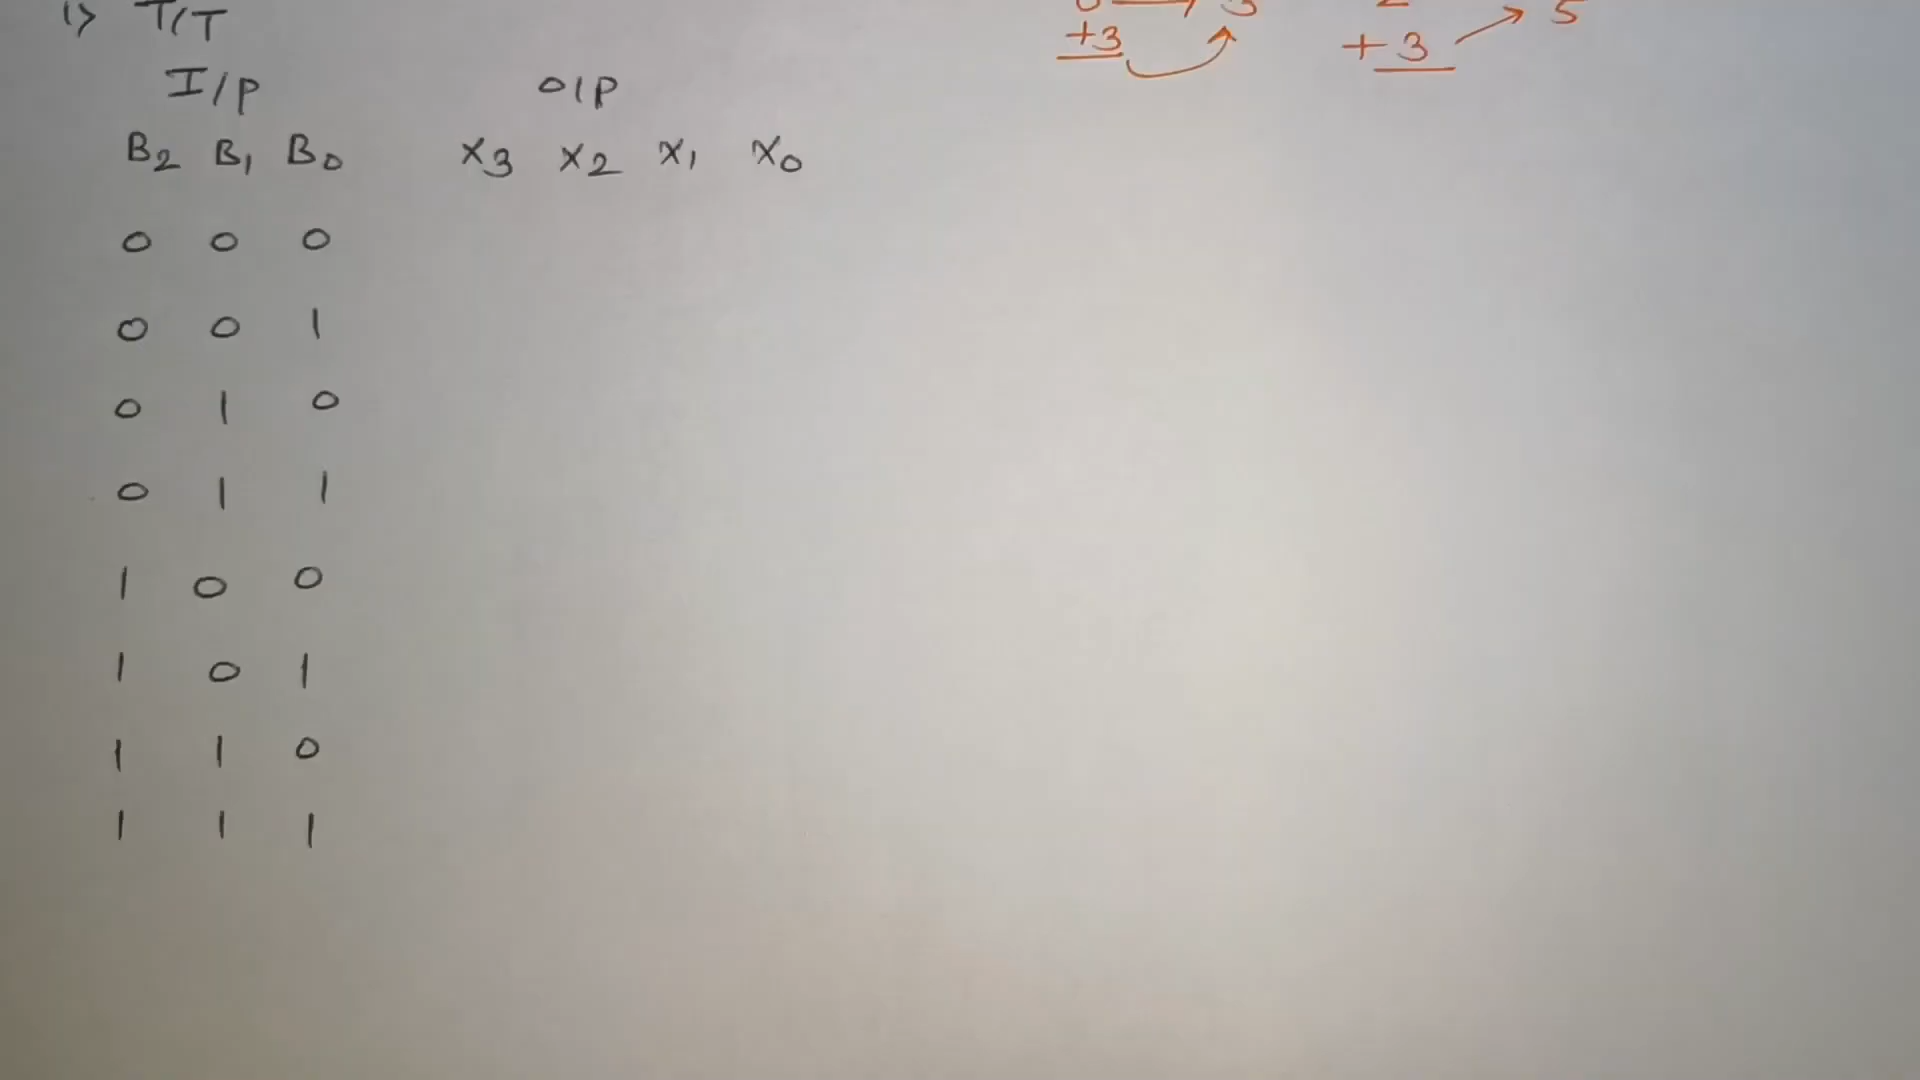 1> T/T
+3 + 3 5
I/P O/P
B2 B1 B0 X3 X2 X1 X0
0 0 0
0 0 1
0 1 0
0 1 1
1 0 0
1 0 1
1 1 0
1 1 1